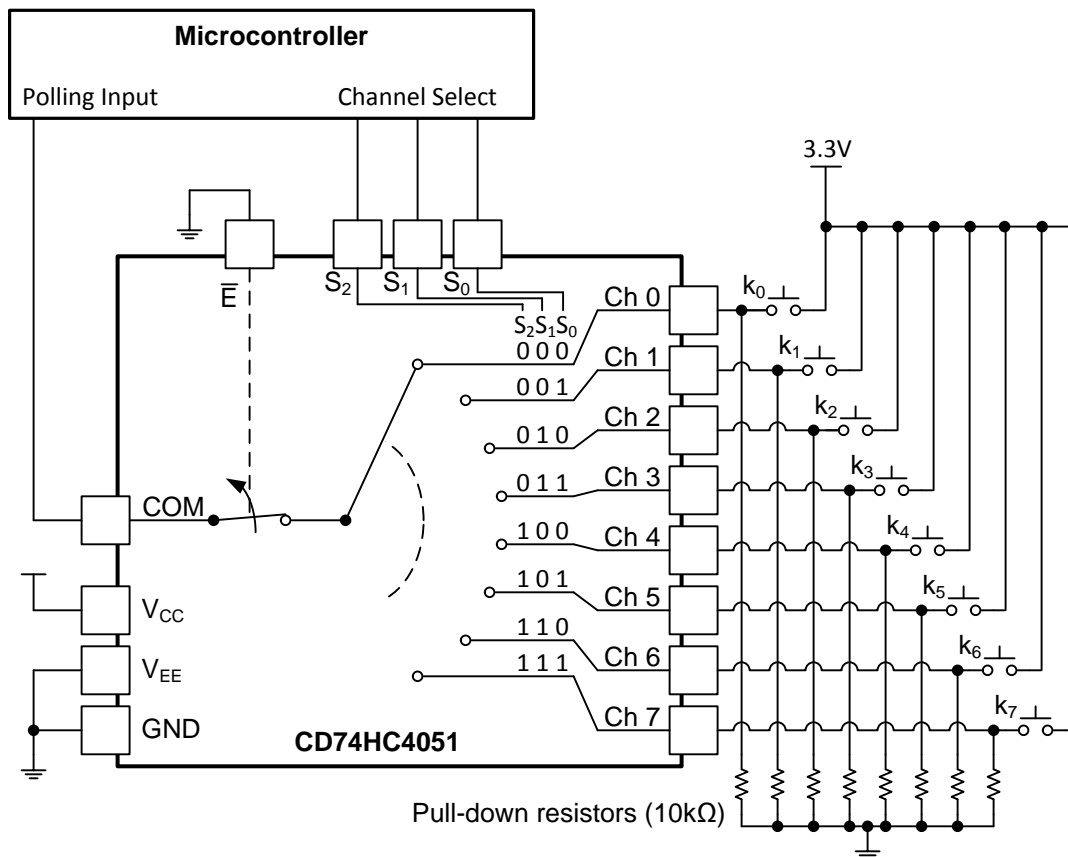 Microcontroller
Polling Input
Channel Select
3.3V
E̅
S₂
S₁
S₀
S₂S₁S₀
0 0 0
Ch 0
k₀
0 0 1
Ch 1
k₁
0 1 0
Ch 2
k₂
0 1 1
Ch 3
k₃
COM
1 0 0
Ch 4
k₄
1 0 1
Ch 5
k₅
V_CC
1 1 0
Ch 6
k₆
V_EE
1 1 1
Ch 7
k₇
GND
CD74HC4051
Pull-down resistors (10kΩ)